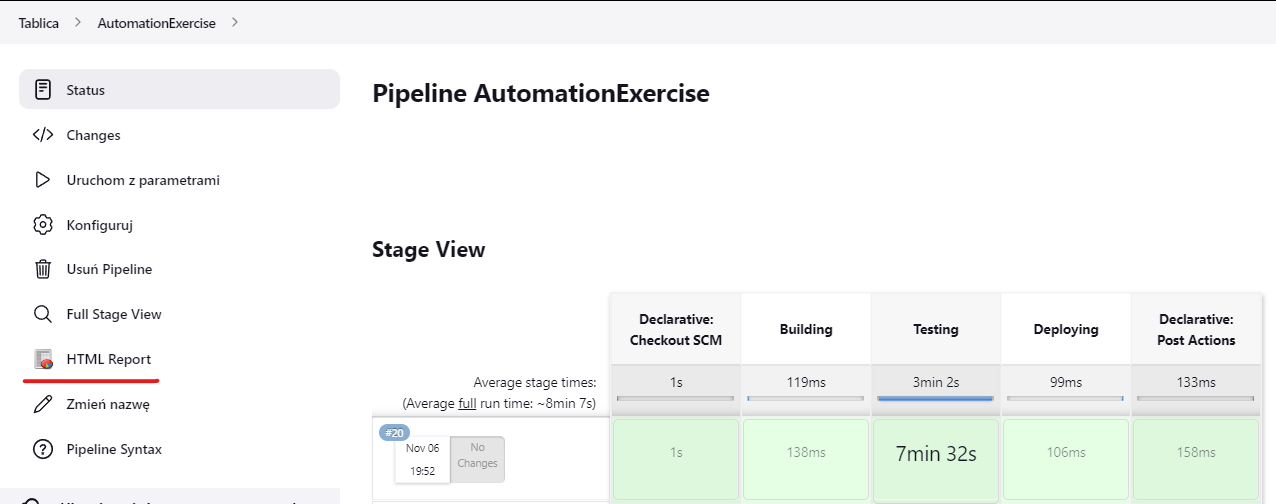 Tablica > AutomationExercise >
Status
Changes
Uruchom z parametrami
Konfiguruj
Usuń Pipeline
Full Stage View
HTML Report
Zmień nazwę
Pipeline Syntax
Pipeline AutomationExercise
Stage View
Declarative: Checkout SCM
Building
Testing
Deploying
Declarative: Post Actions
Average stage times:
(Average full run time: ~8min 7s)
1s
119ms
3min 2s
99ms
133ms
#20
Nov 06
19:52
No
Changes
1s
138ms
7min 32s
106ms
158ms